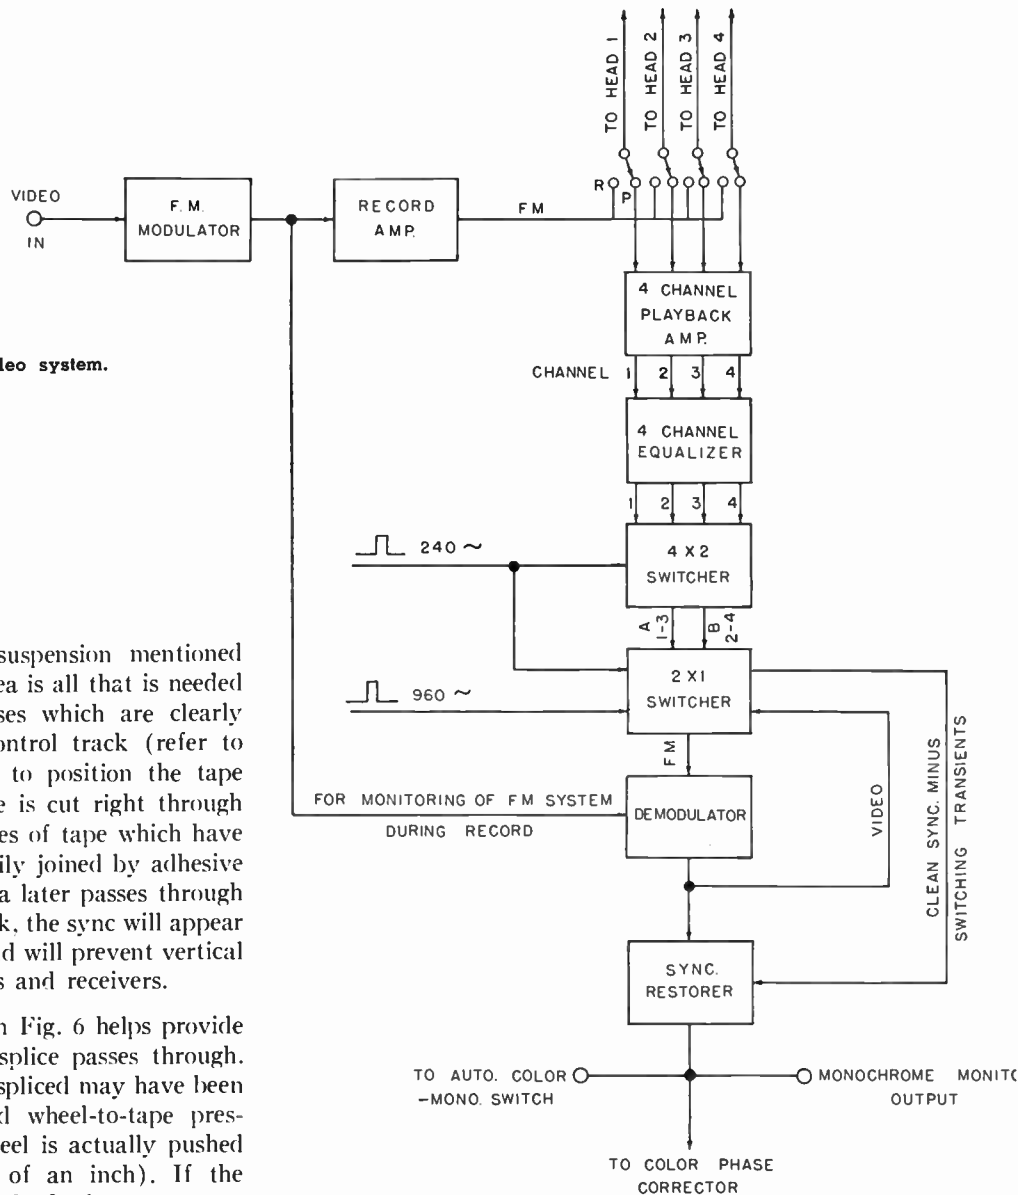 TO HEAD 1
TO HEAD 2
TO HEAD 3
TO HEAD 4
VIDEO
IN
F.M.
MODULATOR
RECORD
AMP.
FM
R
P
4 CHANNEL
PLAYBACK
AMP.
CHANNEL 1 2 3 4
4 CHANNEL
EQUALIZER
1 2 3 4
240 ~
4 X 2
SWITCHER
A
1-3
B
2-4
960 ~
2 X 1
SWITCHER
FM
FOR MONITORING OF FM SYSTEM
DURING RECORD
DEMODULATOR
VIDEO
CLEAN SYNC. MINUS
SWITCHING TRANSIENTS
SYNC.
RESTORER
TO AUTO. COLOR
-MONO. SWITCH
MONOCHROME MONITO
OUTPUT
TO COLOR PHASE
CORRECTOR
leo system.
suspension mentioned
ea is all that is needed
ses which are clearly
ontrol track (refer to
to position the tape
e is cut right through
es of tape which have
ily joined by adhesive
a later passes through
k, the sync will appear
d will prevent vertical
s and receivers.
n Fig. 6 helps provide
splice passes through.
spliced may have been
d wheel-to-tape pres-
eel is actually pushed
of an inch). If the